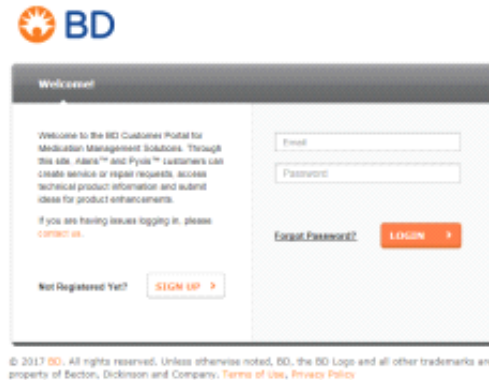 BD
Welcome!
Welcome to the BD Customer Portal for
Medication Management Solutions. Through
this site, Alaris™ and Pyxis™ customers can
create service or repair requests, access
technical product information and submit
ideas for product enhancements.
If you are having issues logging in, please
contact us.
Email
Password
Forgot Password?
LOGIN
Not Registered Yet?
SIGN UP
© 2017 BD. All rights reserved. Unless otherwise noted, BD, the BD Logo and all other trademarks are
property of Becton, Dickinson and Company. Terms of Use, Privacy Policy